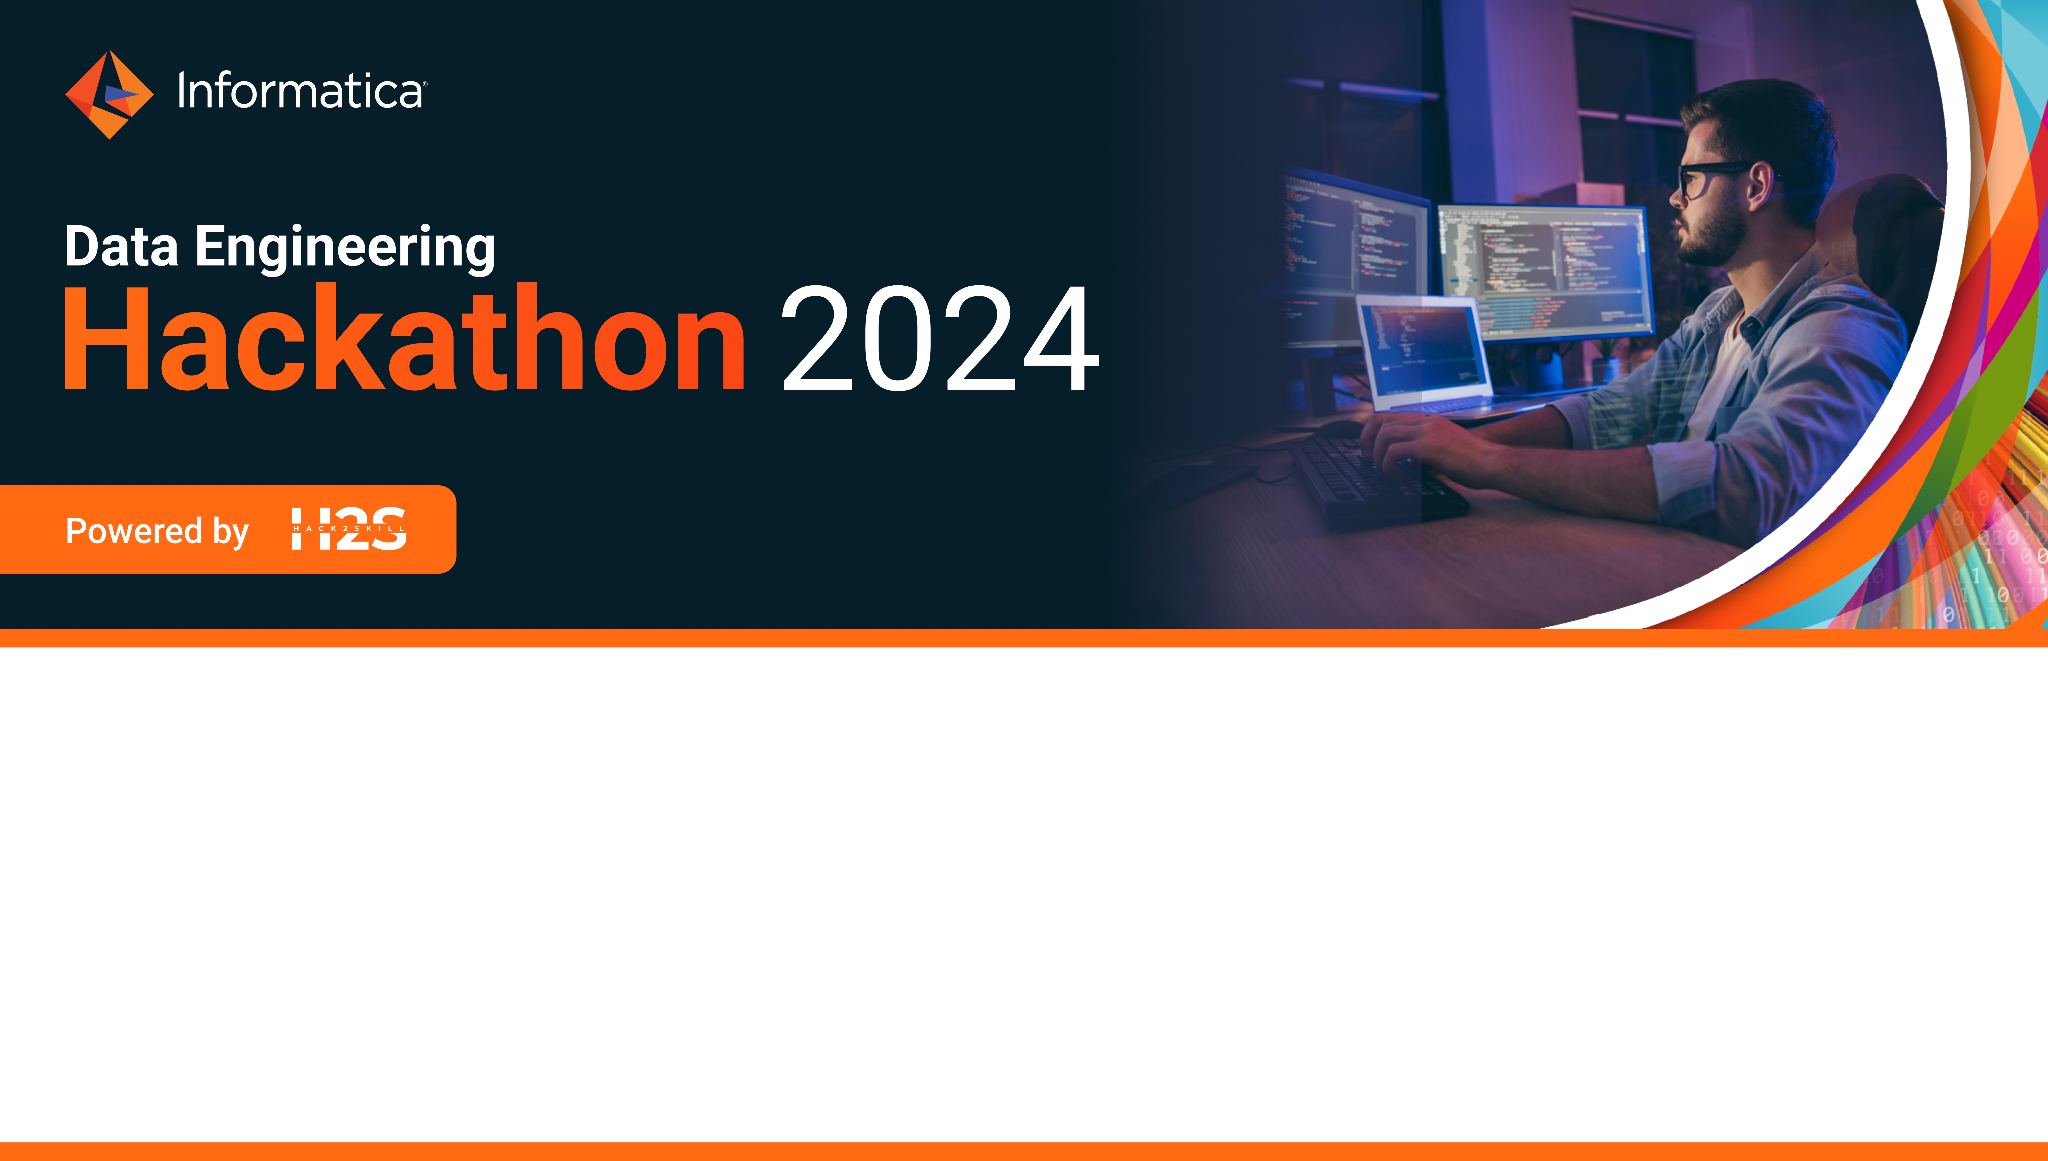 Informatica
Data Engineering
Hackathon 2024
Powered by H2S
HACK2SKILL